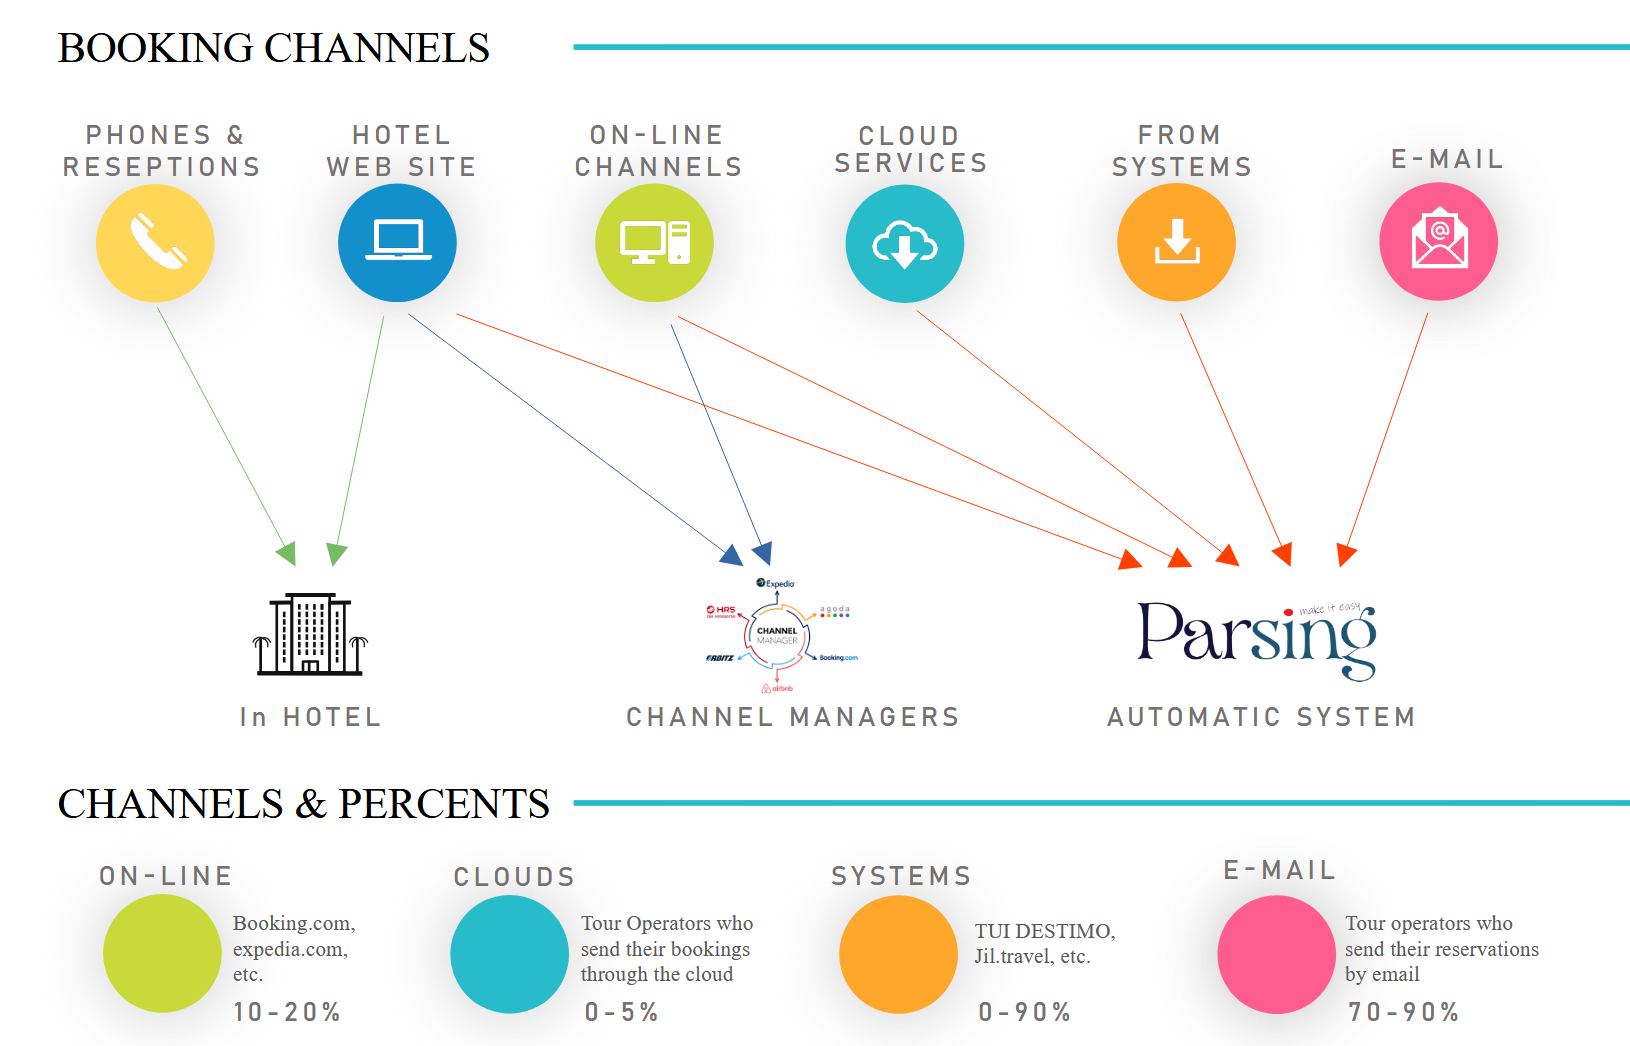 BOOKING CHANNELS
PHONES &
RESEPTIONS
HOTEL
WEB SITE
ON-LINE
CHANNELS
CLOUD
SERVICES
FROM
SYSTEMS
E-MAIL
@
Expedia
HRS
agoda
CHANNEL
MANAGER
ORBITZ
Booking.com
airbnb
make it easy
Parsing
In HOTEL
CHANNEL MANAGERS
AUTOMATIC SYSTEM
CHANNELS & PERCENTS
ON-LINE
Booking.com,
expedia.com,
etc.
10-20%
CLOUDS
Tour Operators who
send their bookings
through the cloud
0-5%
SYSTEMS
TUI DESTIMO,
Jil.travel, etc.
0-90%
E-MAIL
Tour operators who
send their reservations
by email
70-90%